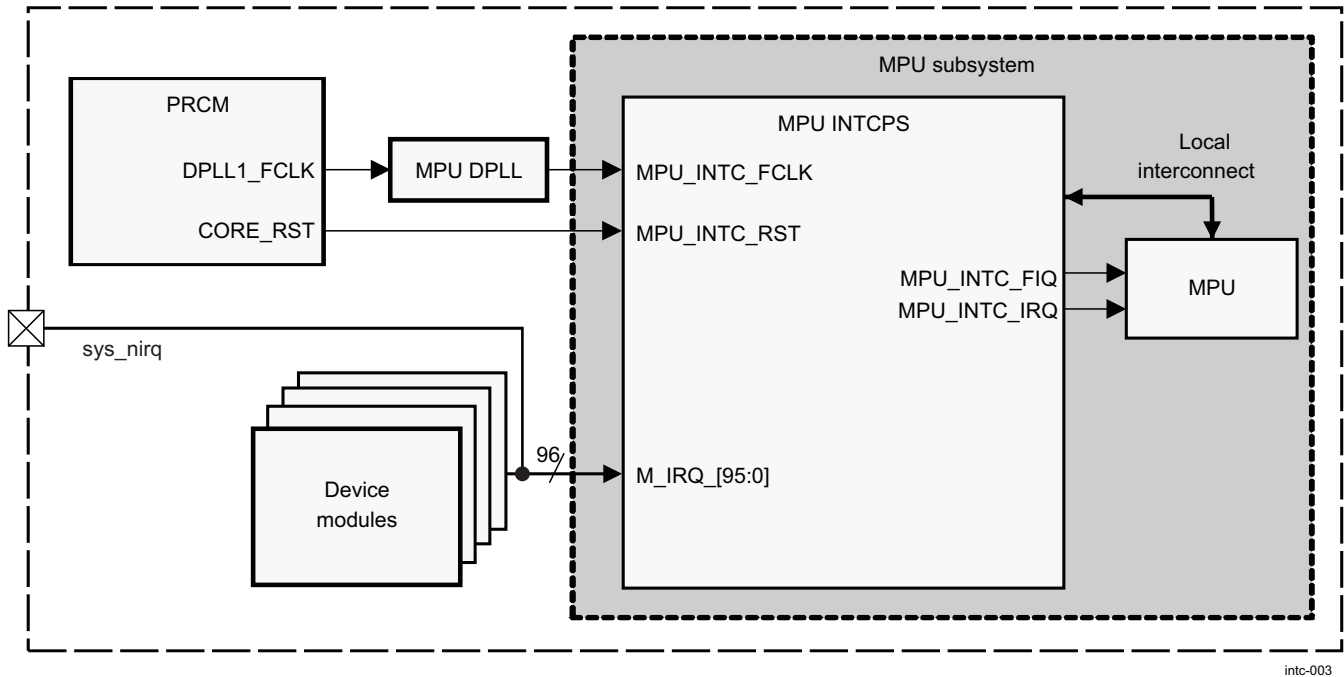 MPU subsystem
PRCM
MPU INTCPS
Local
interconnect
DPLL1_FCLK
MPU DPLL
MPU_INTC_FCLK
CORE_RST
MPU_INTC_RST
MPU_INTC_FIQ
MPU_INTC_IRQ
MPU
sys_nirq
96
M_IRQ_[95:0]
Device
modules
intc-003